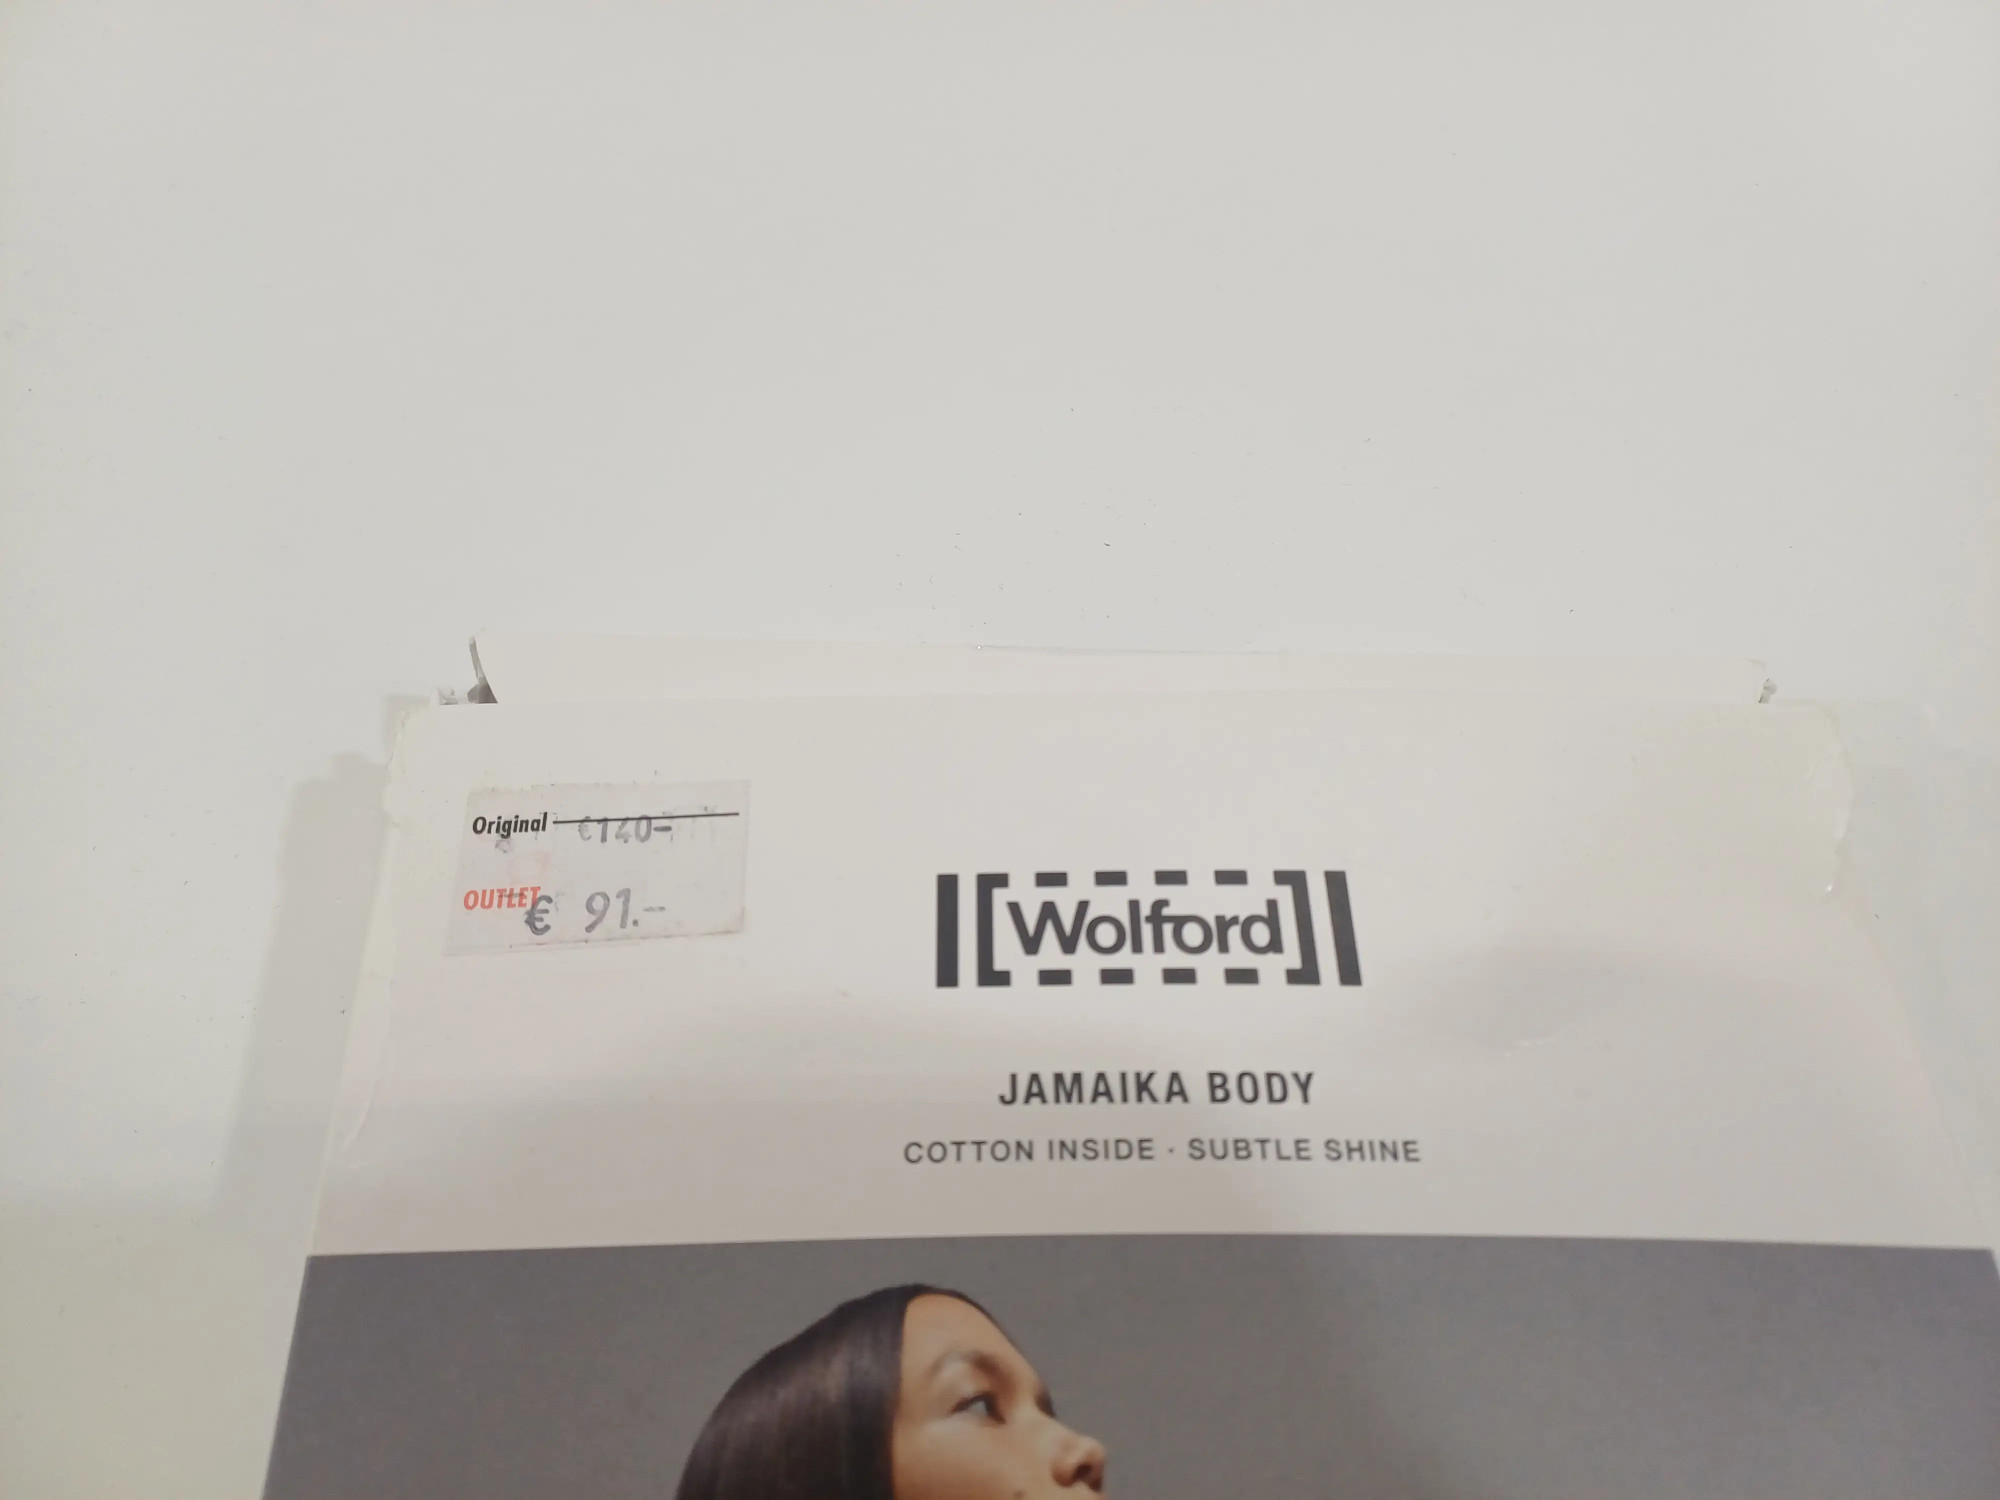 Original €140-
OUTLET € 91.-
Wolford
JAMAIKA BODY
COTTON INSIDE · SUBTLE SHINE